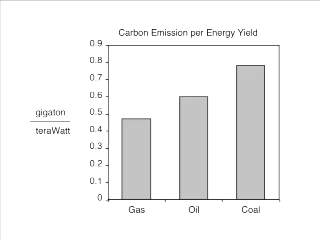 Carbon Emission per Energy Yield
0.9
0.8
0.7
0.6
0.5
0.4
0.3
0.2
0.1
0
gigaton
teraWatt
Gas Oil Coal